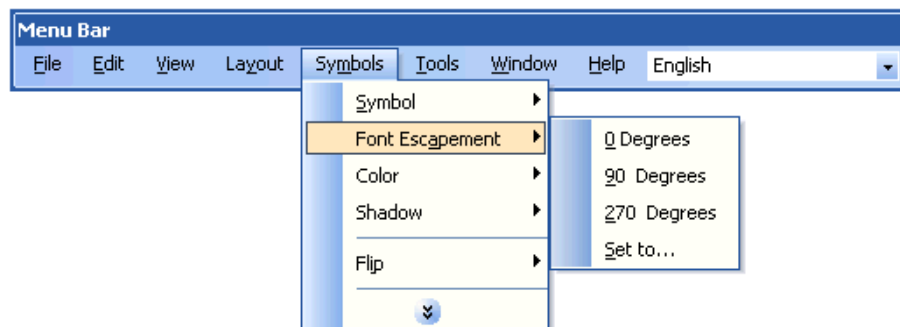 Menu Bar
File Edit View Layout Symbols Tools Window Help English
Symbol
Font Escapement
0 Degrees
90 Degrees
270 Degrees
Set to...
Color
Shadow
Flip